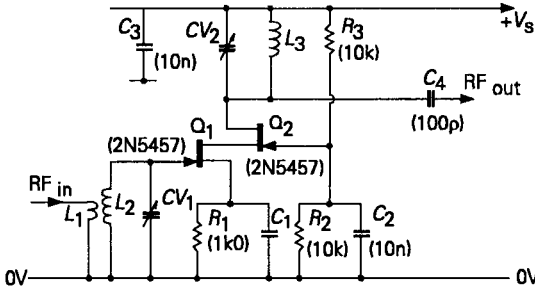 +Vs
C3
(10n)
CV2
L3
R3
(10k)
C4
RF out
(100ρ)
Q1
Q2
(2N5457)
(2N5457)
RF in
L1
L2
CV1
R1
(1k0)
C1
R2
(10k)
C2
(10n)
0V
0V